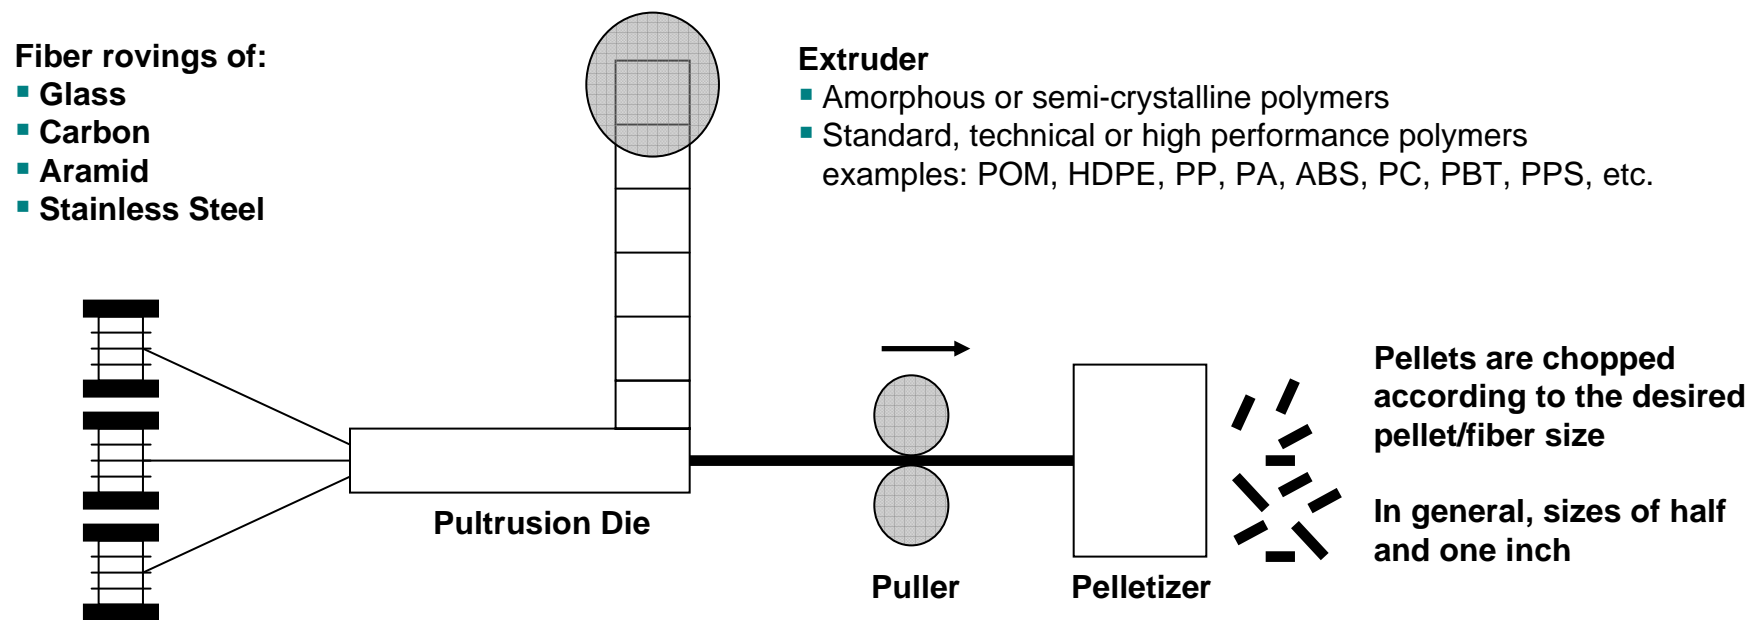 Fiber rovings of:
▪ Glass
▪ Carbon
▪ Aramid
▪ Stainless Steel
Extruder
▪ Amorphous or semi-crystalline polymers
▪ Standard, technical or high performance polymers
examples: POM, HDPE, PP, PA, ABS, PC, PBT, PPS, etc.
Pultrusion Die
Puller
Pelletizer
Pellets are chopped
according to the desired
pellet/fiber size
In general, sizes of half
and one inch